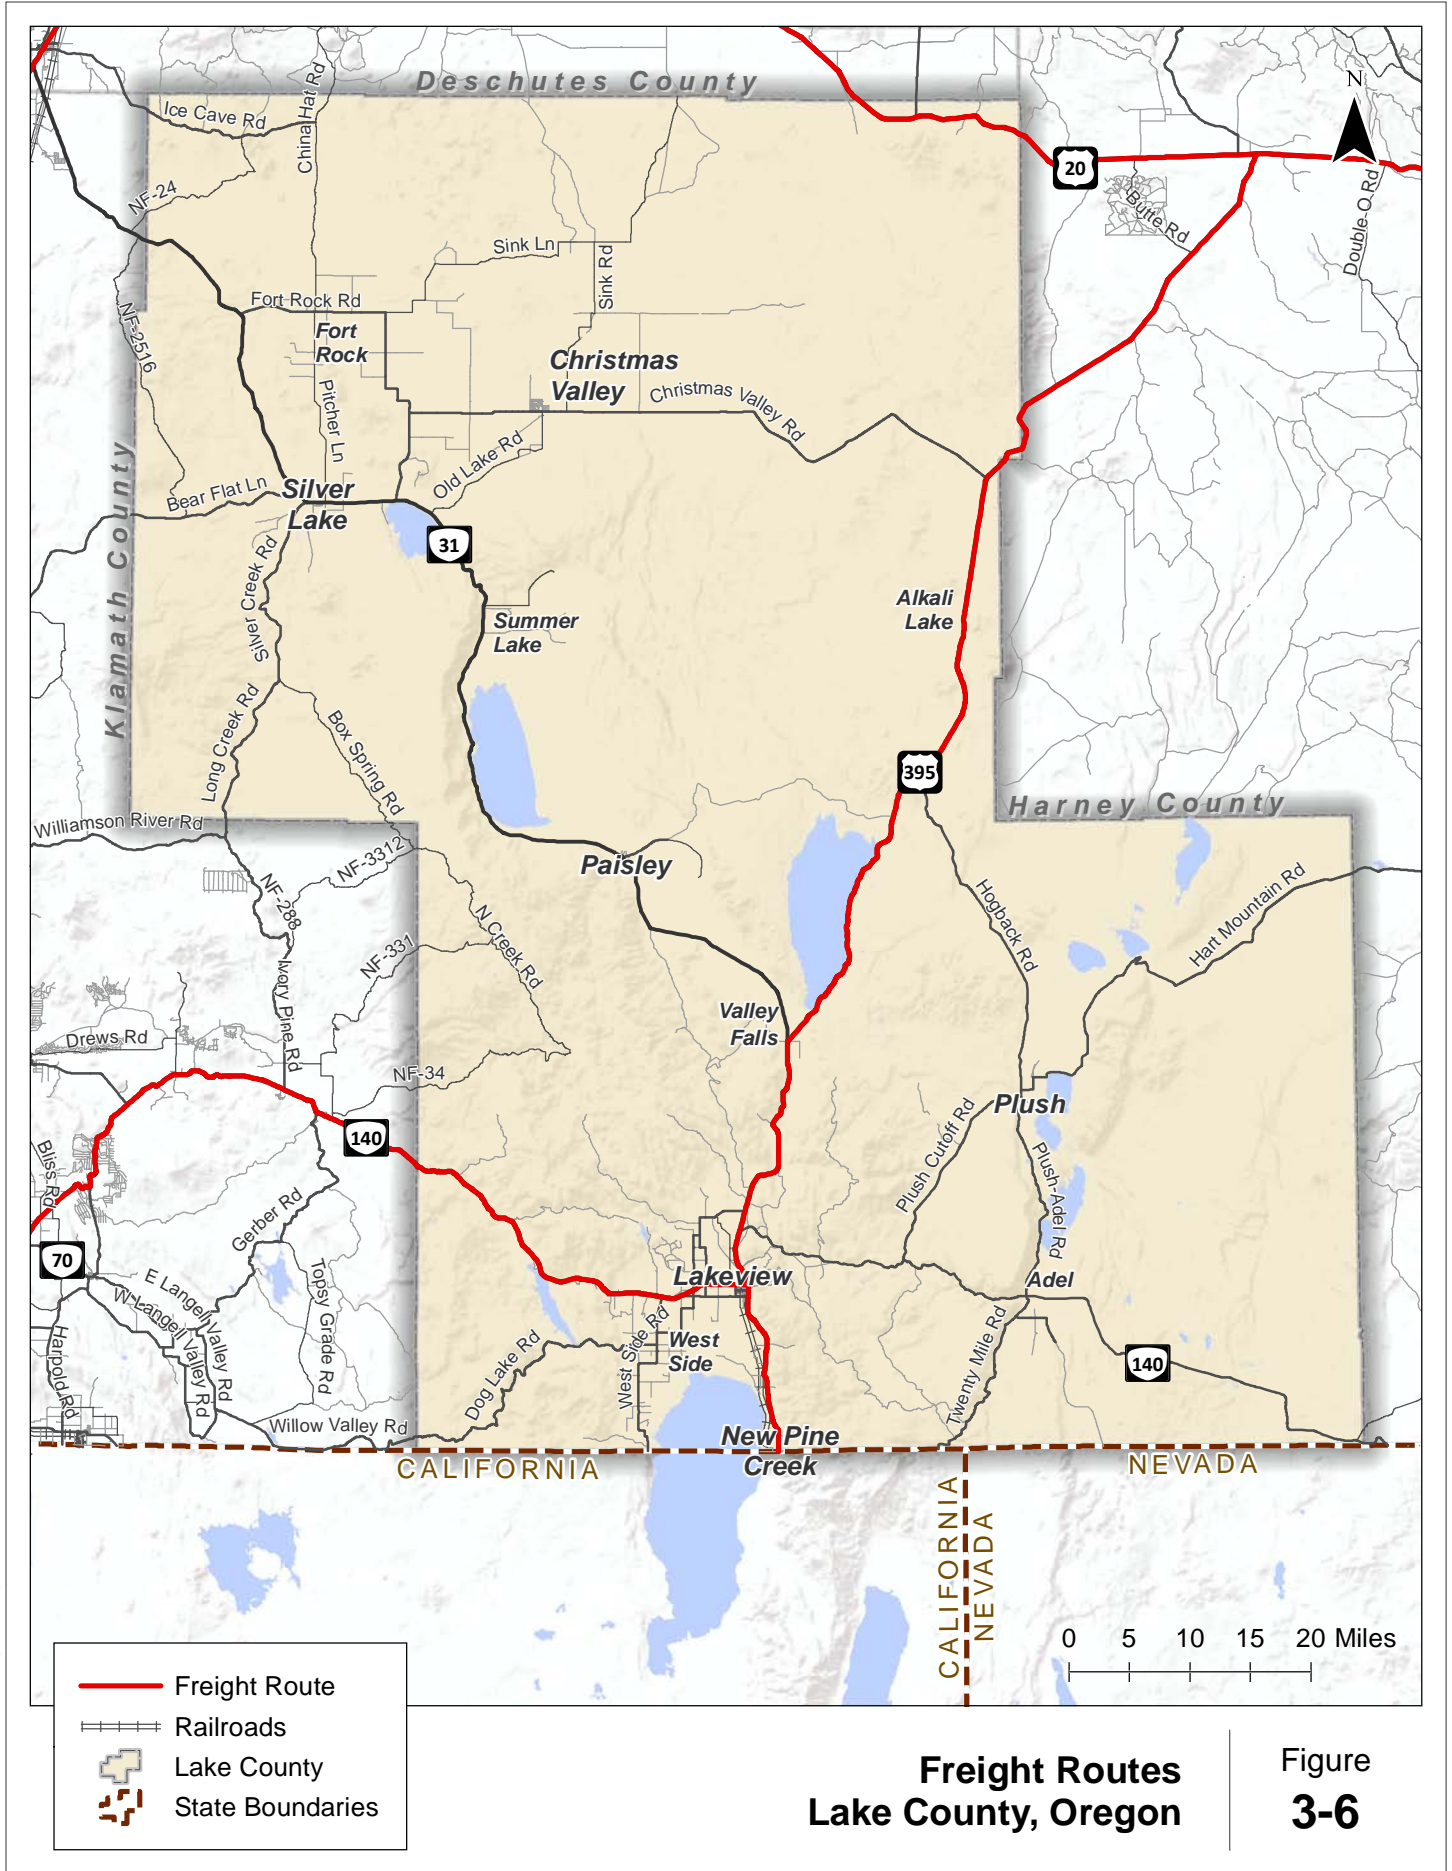 Deschutes County
N
Ice Cave Rd
China Hat Rd
20
NF-24
Butte Rd
Double-O Rd
Sink Ln
Sink Rd
Fort Rock Rd
NF-2516
Fort
Rock
Christmas
Valley
Christmas Valley Rd
Pitcher Ln
Old Lake Rd
Klamath County
Bear Flat Ln
Silver
Lake
31
Silver Creek Rd
Alkali
Lake
Summer
Lake
Long Creek Rd
Box Spring Rd
395
Harney County
Williamson River Rd
NF-3312
Paisley
NF-288
N Creek Rd
Hogback Rd
Hart Mountain Rd
NF-331
Ivory Pine Rd
Valley
Falls
Drews Rd
NF-34
Plush
140
Bliss Rd
Plush Cutoff Rd
Plush-Adel Rd
Gerber Rd
70
Lakeview
Adel
E Langell Valley Rd
W Langell Valley Rd
Topsy Grade Rd
Harpold Rd
Dog Lake Rd
West Side Rd
West
Side
Twenty Mile Rd
140
Willow Valley Rd
New Pine
Creek
CALIFORNIA
NEVADA
CALIFORNIA
NEVADA
0 5 10 15 20 Miles
Freight Route
Railroads
Lake County
State Boundaries
Freight Routes
Lake County, Oregon
Figure
3-6